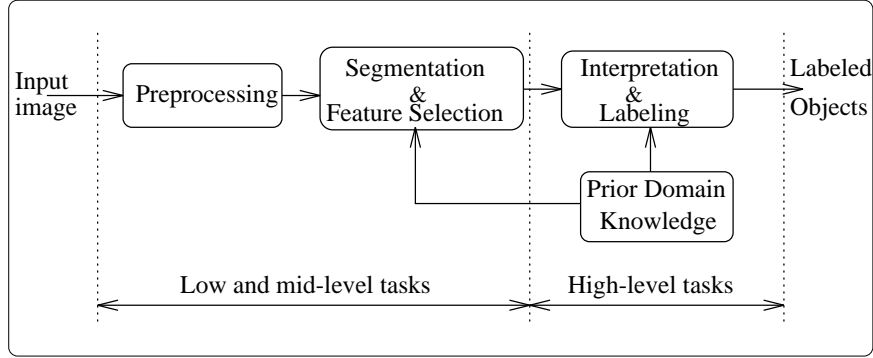 Input
image
Preprocessing
Segmentation
&
Feature Selection
Interpretation
&
Labeling
Labeled
Objects
Prior Domain
Knowledge
Low and mid-level tasks
High-level tasks